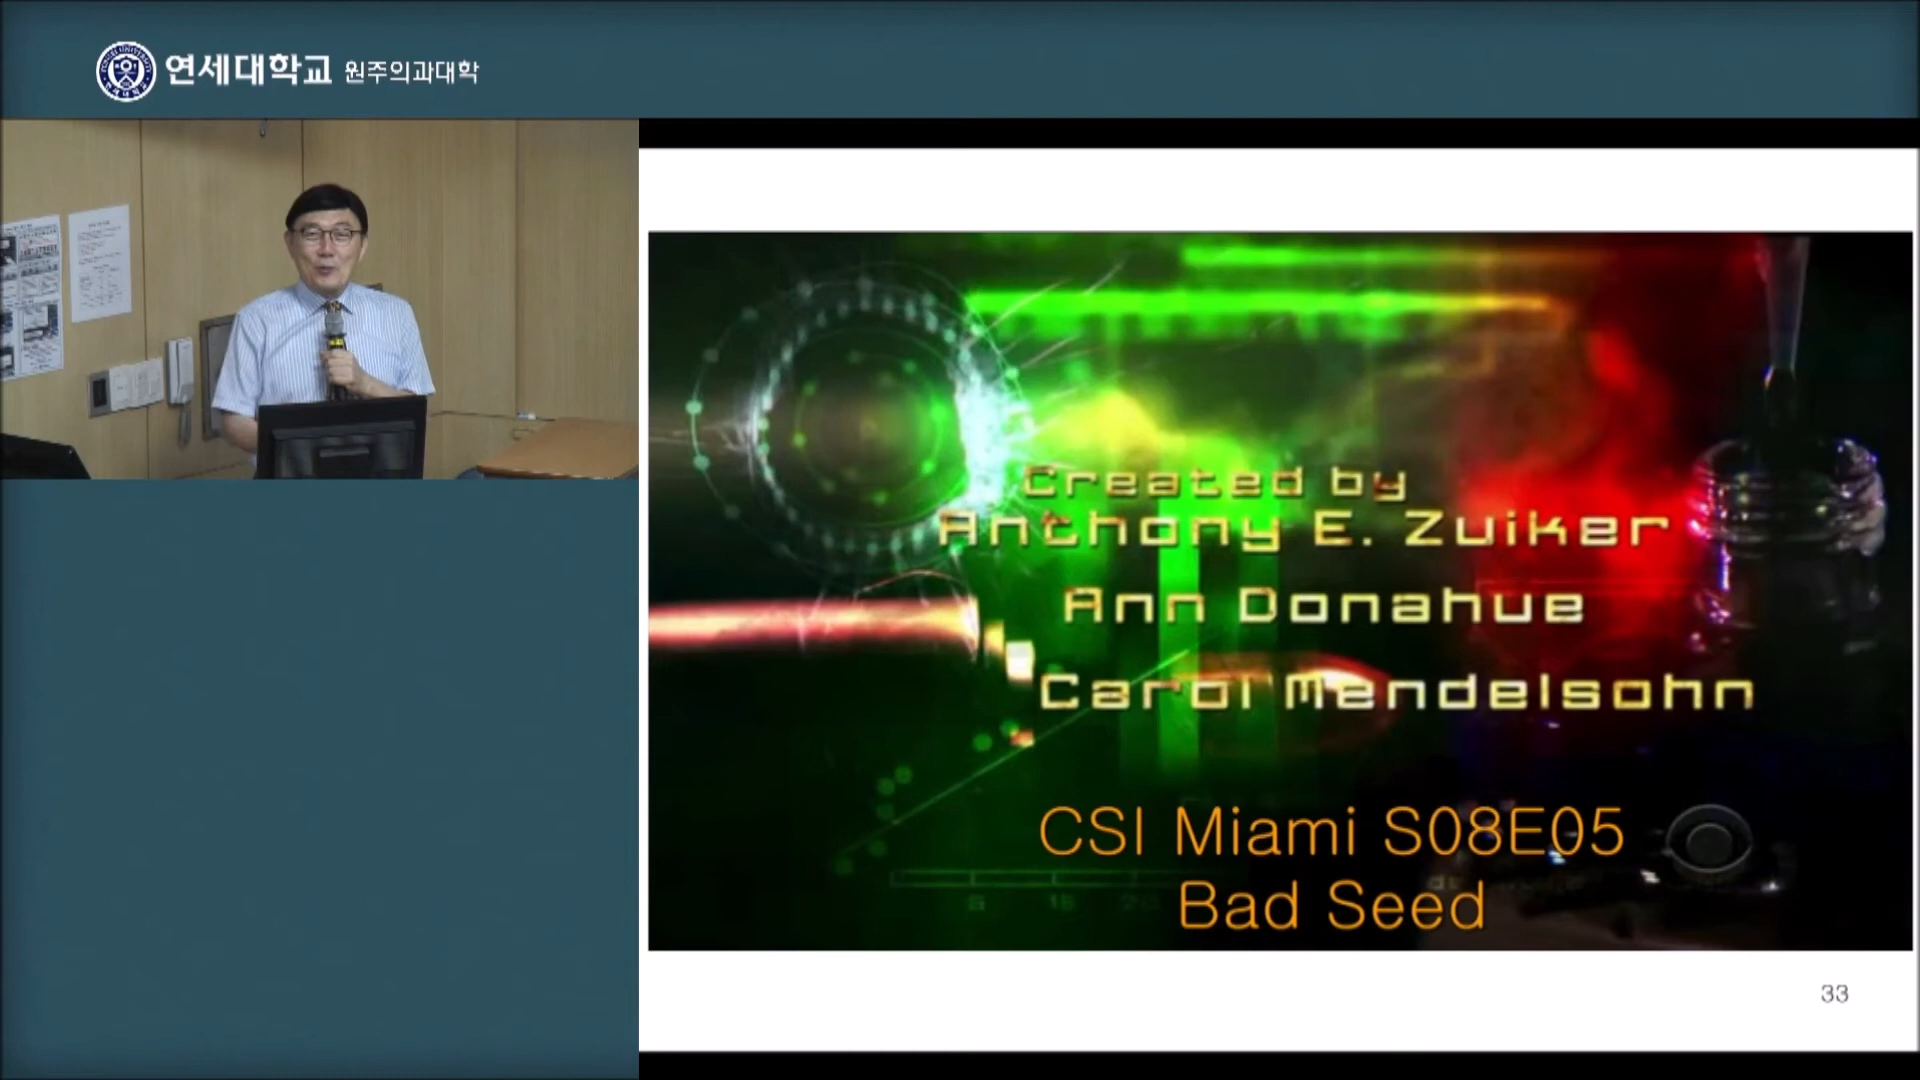 연세대학교 원주의과대학
Created by
Anthony E. Zuiker
Ann Donahue
Carol Mendelsohn
CSI Miami S08E05
Bad Seed
33